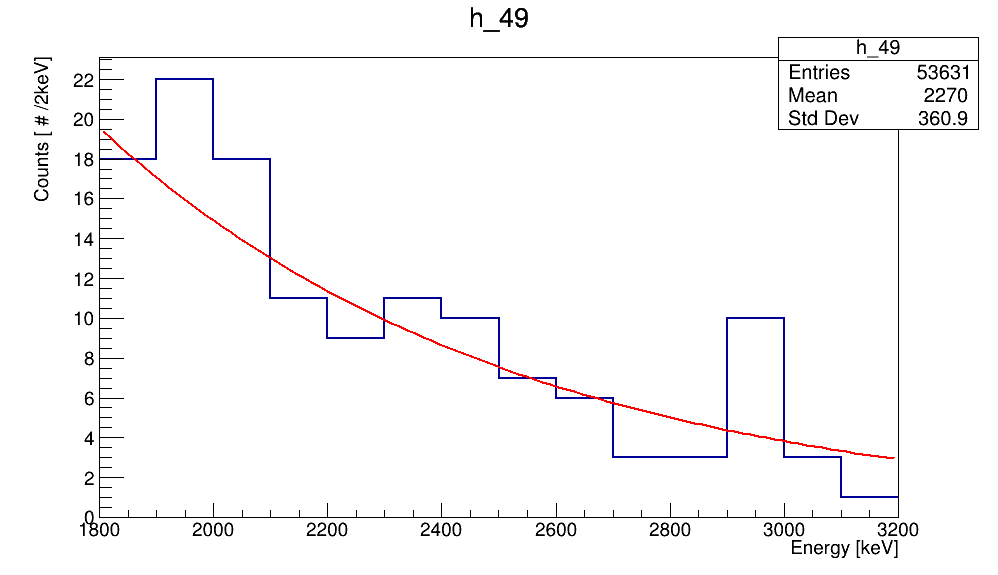 h_49
h_49
Entries 53631
Mean 2270
Std Dev 360.9
Counts [ # /2keV]
22
20
18
16
14
12
10
8
6
4
2
0
1800 2000 2200 2400 2600 2800 3000 3200
Energy [keV]